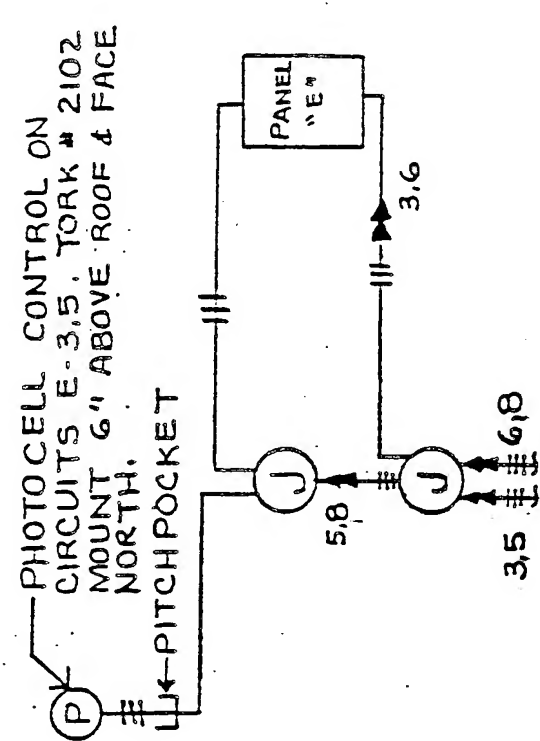 PHOTOCELL CONTROL ON
CIRCUITS E-3,5. TORK # 2102
MOUNT 6" ABOVE ROOF & FACE
NORTH.
P
PITCHPOCKET
J
J
PANEL
"E"
5,8
3,6
3,5
6,8